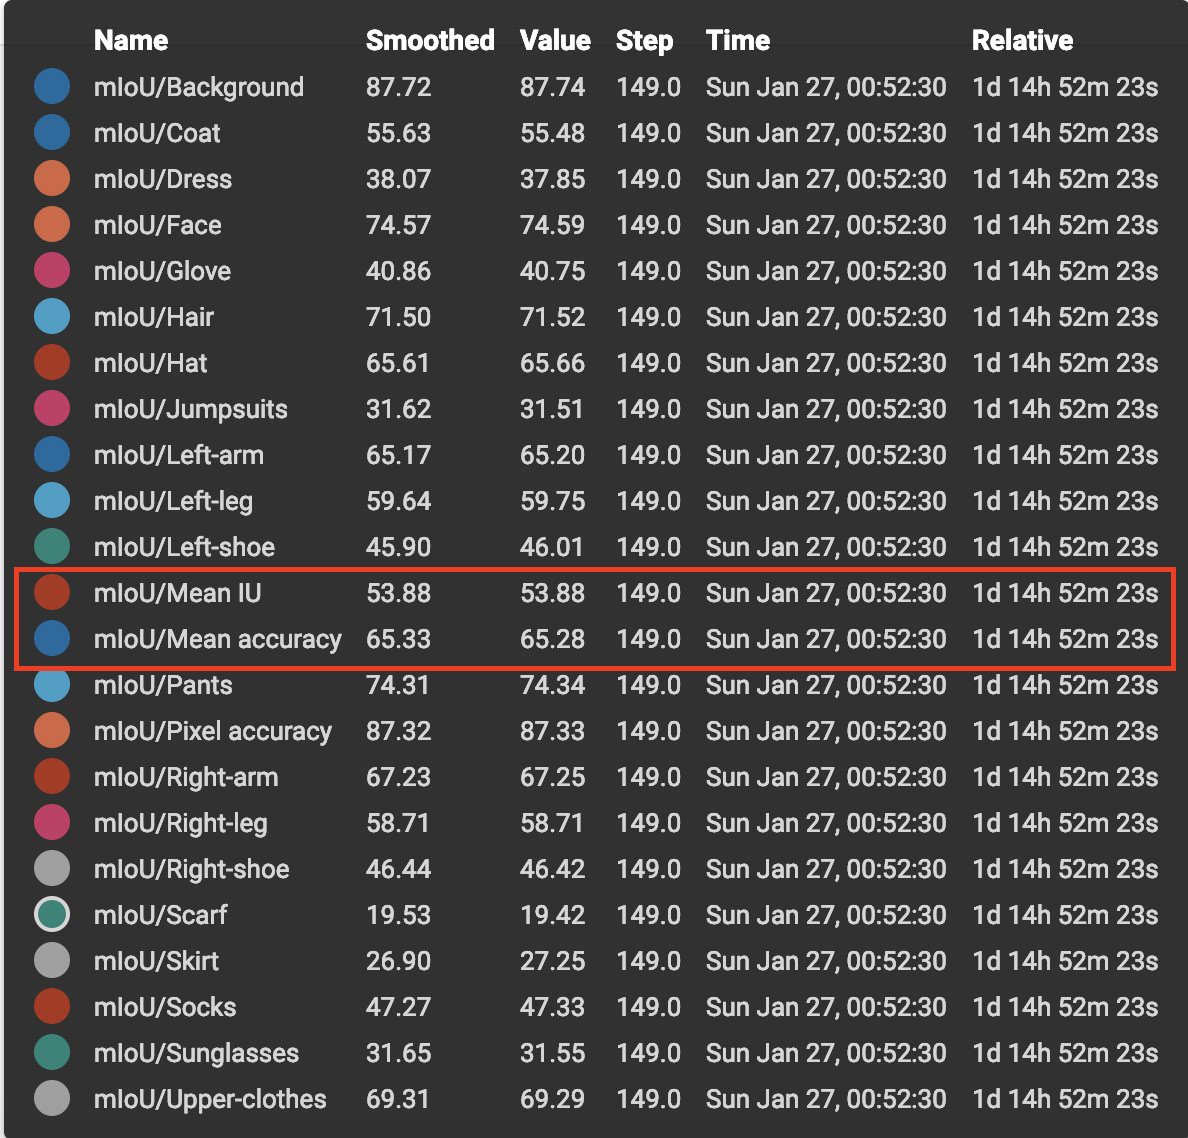 Name Smoothed Value Step Time Relative
mIoU/Background 87.72 87.74 149.0 Sun Jan 27, 00:52:30 1d 14h 52m 23s
mIoU/Coat 55.63 55.48 149.0 Sun Jan 27, 00:52:30 1d 14h 52m 23s
mIoU/Dress 38.07 37.85 149.0 Sun Jan 27, 00:52:30 1d 14h 52m 23s
mIoU/Face 74.57 74.59 149.0 Sun Jan 27, 00:52:30 1d 14h 52m 23s
mIoU/Glove 40.86 40.75 149.0 Sun Jan 27, 00:52:30 1d 14h 52m 23s
mIoU/Hair 71.50 71.52 149.0 Sun Jan 27, 00:52:30 1d 14h 52m 23s
mIoU/Hat 65.61 65.66 149.0 Sun Jan 27, 00:52:30 1d 14h 52m 23s
mIoU/Jumpsuits 31.62 31.51 149.0 Sun Jan 27, 00:52:30 1d 14h 52m 23s
mIoU/Left-arm 65.17 65.20 149.0 Sun Jan 27, 00:52:30 1d 14h 52m 23s
mIoU/Left-leg 59.64 59.75 149.0 Sun Jan 27, 00:52:30 1d 14h 52m 23s
mIoU/Left-shoe 45.90 46.01 149.0 Sun Jan 27, 00:52:30 1d 14h 52m 23s
mIoU/Mean IU 53.88 53.88 149.0 Sun Jan 27, 00:52:30 1d 14h 52m 23s
mIoU/Mean accuracy 65.33 65.28 149.0 Sun Jan 27, 00:52:30 1d 14h 52m 23s
mIoU/Pants 74.31 74.34 149.0 Sun Jan 27, 00:52:30 1d 14h 52m 23s
mIoU/Pixel accuracy 87.32 87.33 149.0 Sun Jan 27, 00:52:30 1d 14h 52m 23s
mIoU/Right-arm 67.23 67.25 149.0 Sun Jan 27, 00:52:30 1d 14h 52m 23s
mIoU/Right-leg 58.71 58.71 149.0 Sun Jan 27, 00:52:30 1d 14h 52m 23s
mIoU/Right-shoe 46.44 46.42 149.0 Sun Jan 27, 00:52:30 1d 14h 52m 23s
mIoU/Scarf 19.53 19.42 149.0 Sun Jan 27, 00:52:30 1d 14h 52m 23s
mIoU/Skirt 26.90 27.25 149.0 Sun Jan 27, 00:52:30 1d 14h 52m 23s
mIoU/Socks 47.27 47.33 149.0 Sun Jan 27, 00:52:30 1d 14h 52m 23s
mIoU/Sunglasses 31.65 31.55 149.0 Sun Jan 27, 00:52:30 1d 14h 52m 23s
mIoU/Upper-clothes 69.31 69.29 149.0 Sun Jan 27, 00:52:30 1d 14h 52m 23s